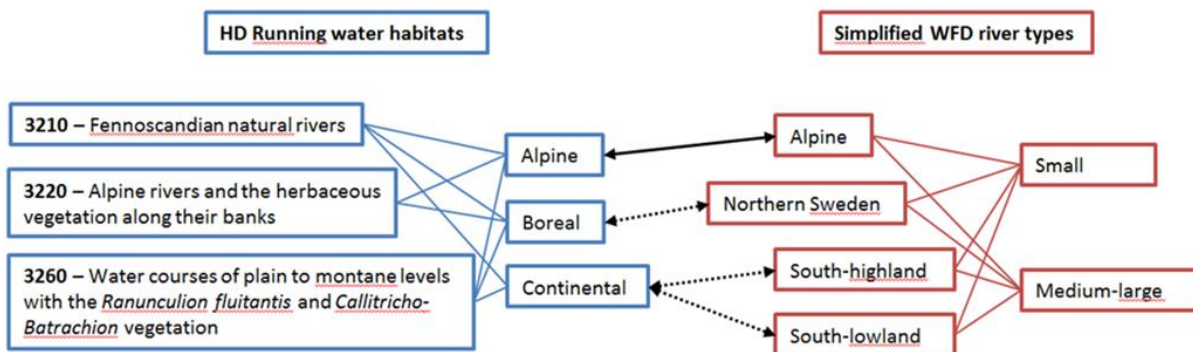 HD Running water habitats
Simplified WFD river types
3210 – Fennoscandian natural rivers
3220 – Alpine rivers and the herbaceous
vegetation along their banks
3260 – Water courses of plain to montane levels
with the Ranunculion fluitantis and Callitricho-
Batrachion vegetation
Alpine
Boreal
Continental
Alpine
Northern Sweden
South-highland
South-lowland
Small
Medium-large